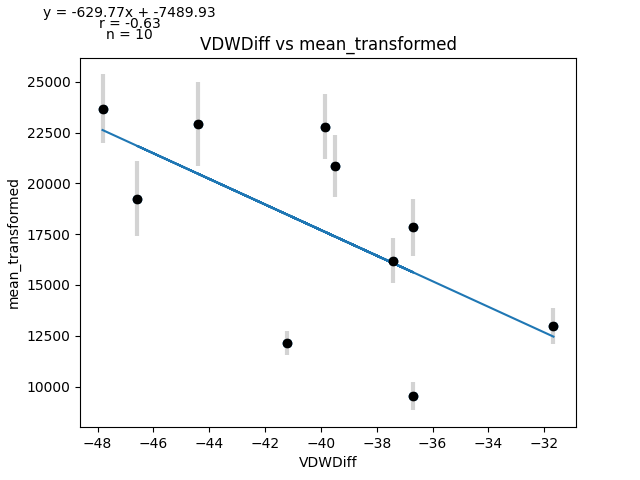 y = -629.77x + -7489.93
r = -0.63
n = 10
VDWDiff vs mean_transformed
25000
22500
20000
17500
15000
12500
10000
mean_transformed
−48
−46
−44
−42
−40
−38
−36
−34
−32
VDWDiff